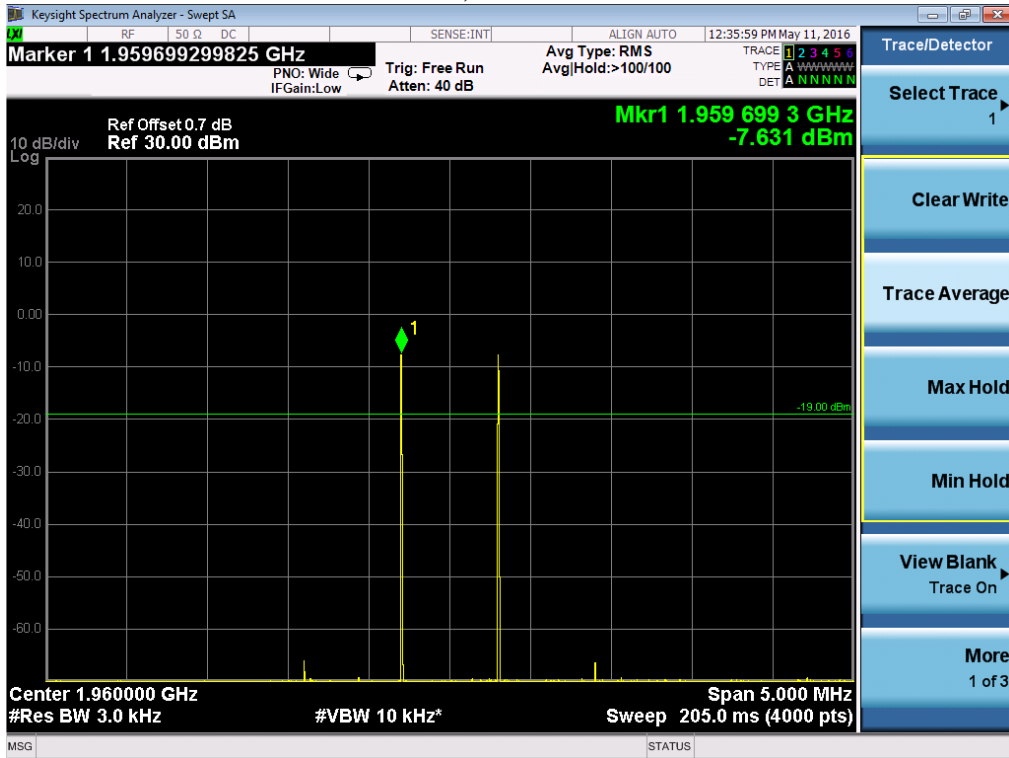 Keysight Spectrum Analyzer - Swept SA
LXI RF 50 Ω DC SENSE:INT ALIGN AUTO 12:35:59 PM May 11, 2016
Marker 1 1.959699299825 GHz
PNO: Wide
IFGain:Low
Trig: Free Run
Atten: 40 dB
Avg Type: RMS
Avg|Hold:>100/100
TRACE 1 2 3 4 5 6
TYPE A WWWWW
DET A N N N N N
Mkr1 1.959 699 3 GHz
-7.631 dBm
Ref Offset 0.7 dB
10 dB/div Ref 30.00 dBm
Log
20.0
10.0
0.00
1
-10.0
-19.00 dBm
-20.0
-30.0
-40.0
-50.0
-60.0
Center 1.960000 GHz Span 5.000 MHz
#Res BW 3.0 kHz #VBW 10 kHz* Sweep 205.0 ms (4000 pts)
MSG STATUS
Trace/Detector
Select Trace
1
Clear Write
Trace Average
Max Hold
Min Hold
View Blank
Trace On
More
1 of 3